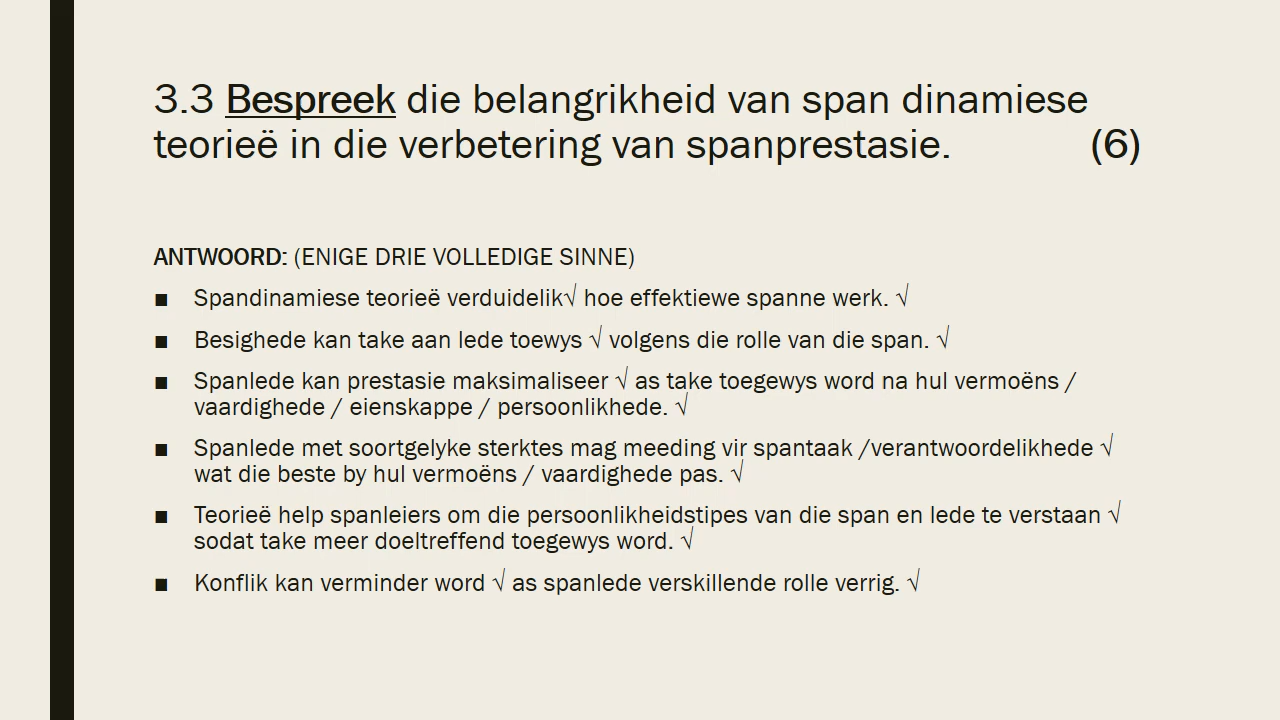 3.3 Bespreek die belangrikheid van span dinamiese
teorieë in die verbetering van spanprestasie. (6)
ANTWOORD: (ENIGE DRIE VOLLEDIGE SINNE)
■ Spandinamiese teorieë verduidelik√ hoe effektiewe spanne werk. √
■ Besighede kan take aan lede toewys √ volgens die rolle van die span. √
■ Spanlede kan prestasie maksimaliseer √ as take toegewys word na hul vermoëns /
vaardighede / eienskappe / persoonlikhede. √
■ Spanlede met soortgelyke sterktes mag meeding vir spantaak /verantwoordelikhede √
wat die beste by hul vermoëns / vaardighede pas. √
■ Teorieë help spanleiers om die persoonlikheidstipes van die span en lede te verstaan √
sodat take meer doeltreffend toegewys word. √
■ Konflik kan verminder word √ as spanlede verskillende rolle verrig. √